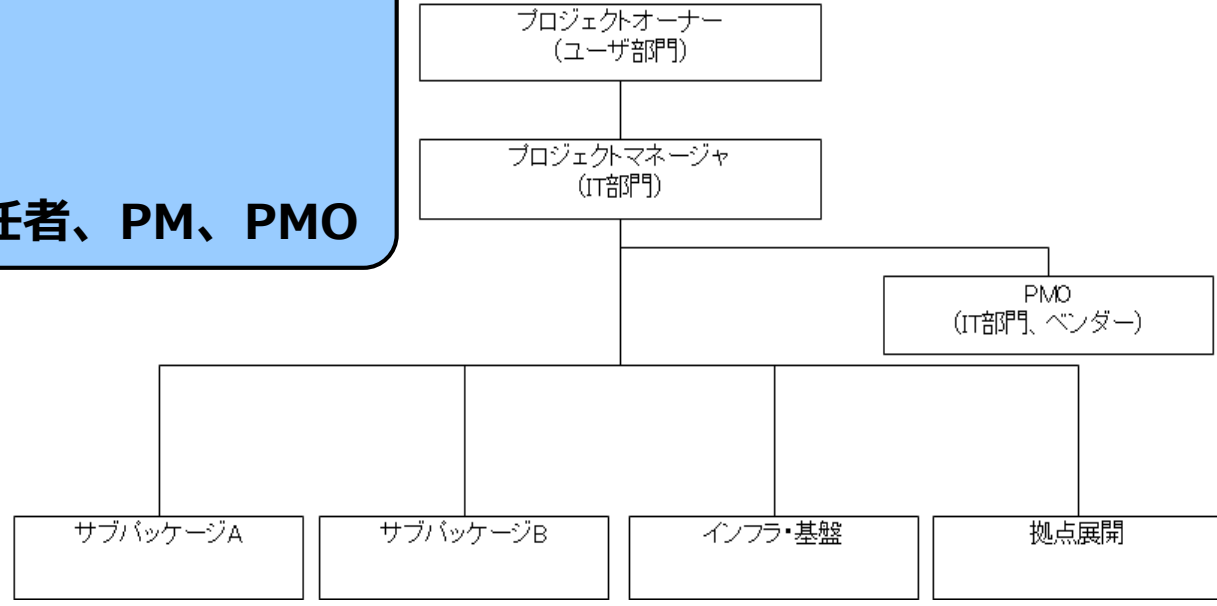 プロジェクトオーナー
(ユーザ部門)
プロジェクトマネージャ
(IT部門)
任者、PM、PMO
PMO
(IT部門、ベンダー)
サブパッケージA
サブパッケージB
インフラ・基盤
拠点展開